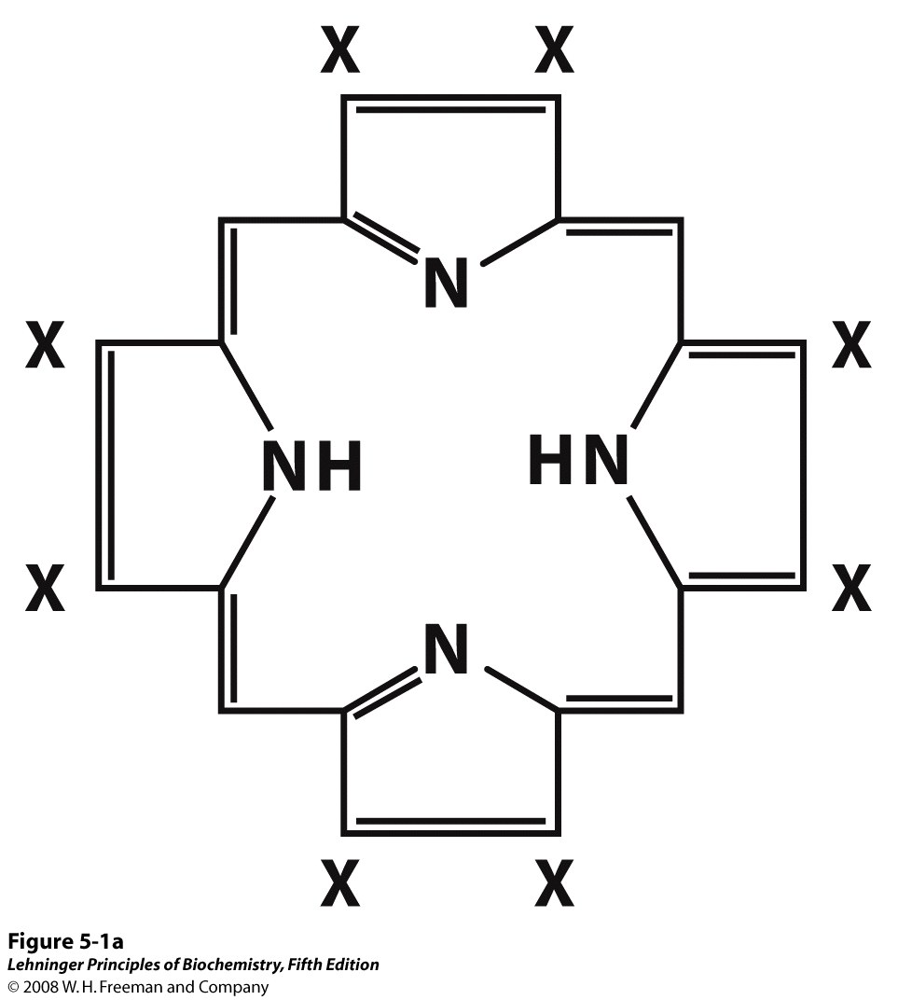 X X
N
X X
NH HN
X X
N
X X
Figure 5-1a
Lehninger Principles of Biochemistry, Fifth Edition
© 2008 W. H. Freeman and Company